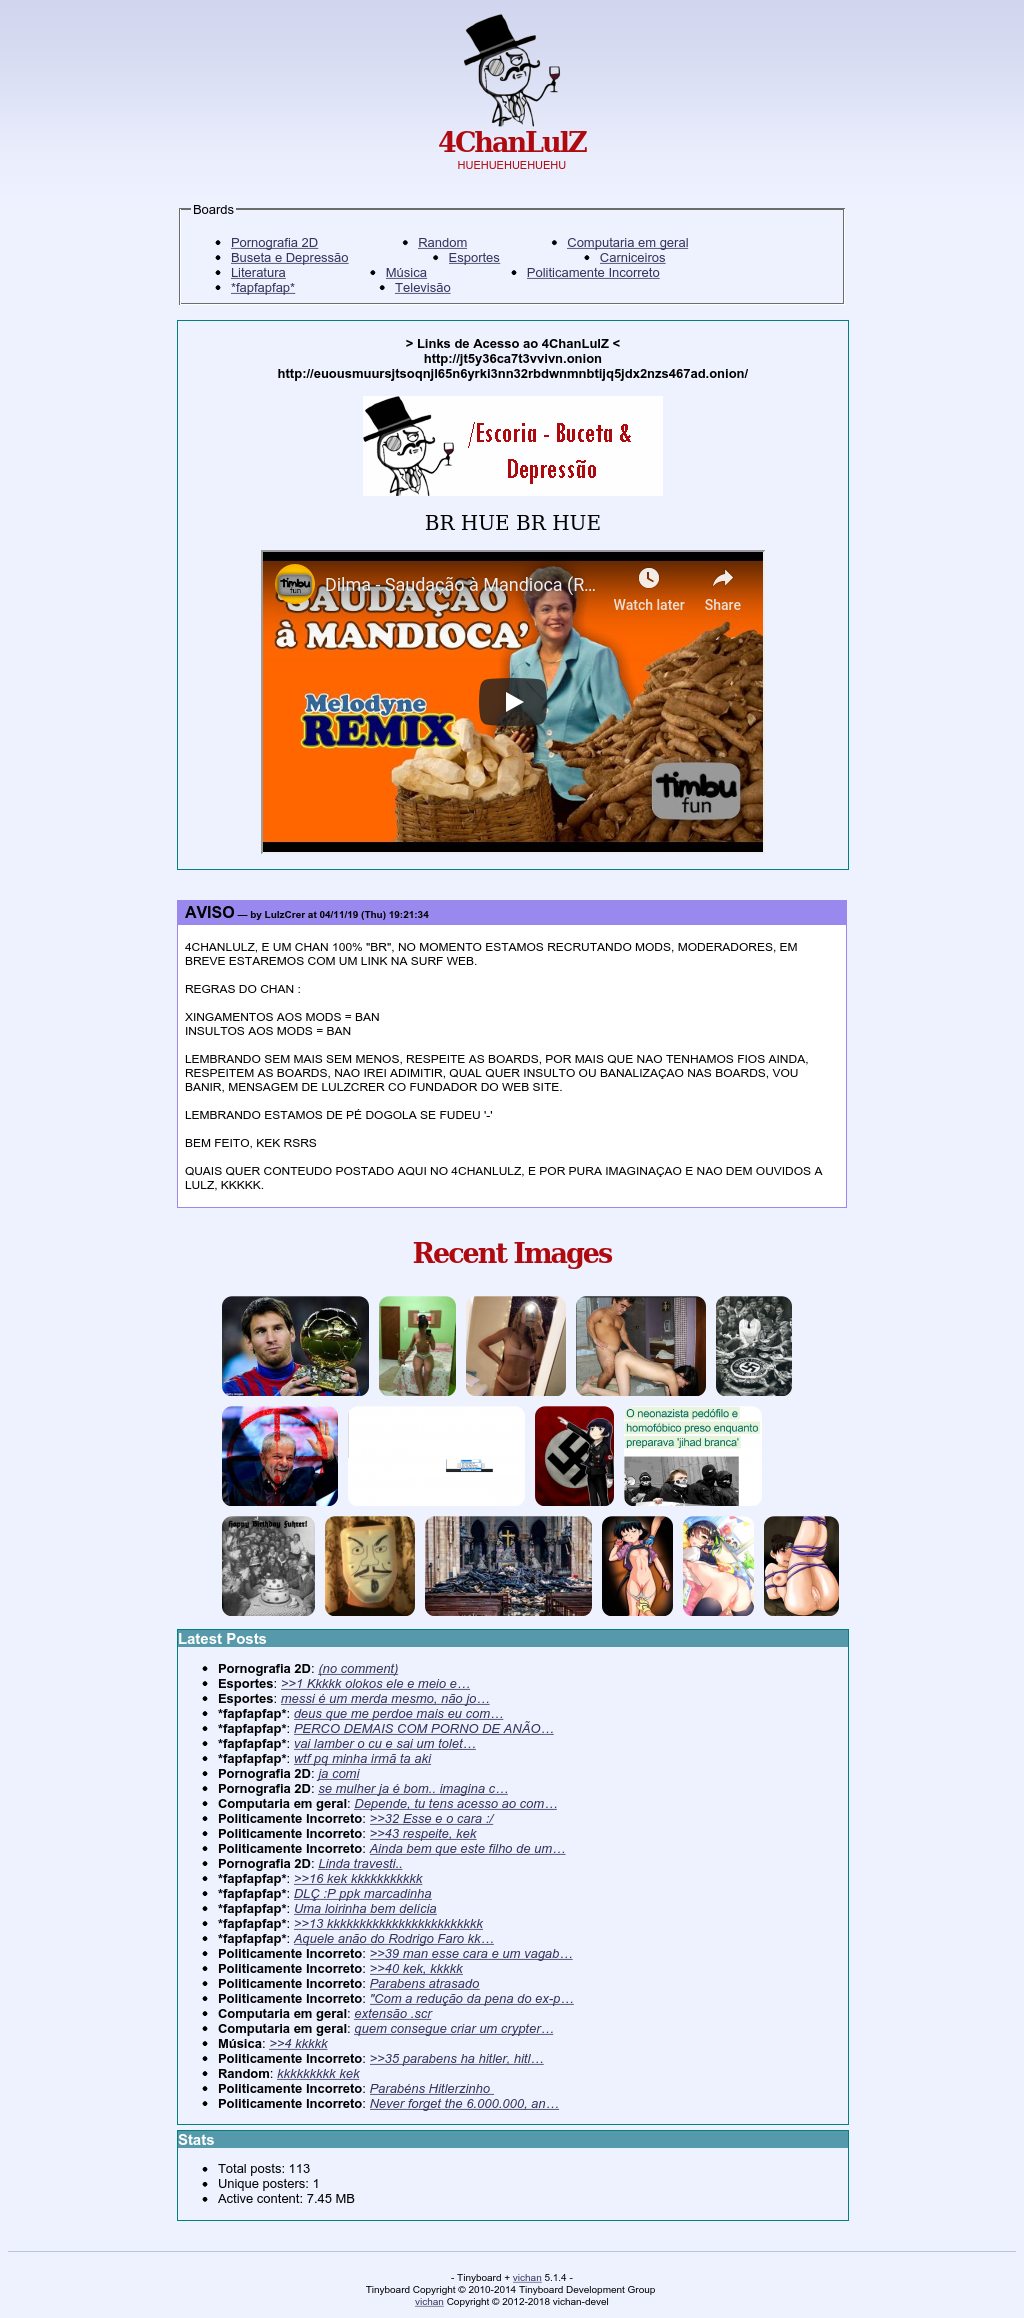 4ChanLulZ
HUEHUEHUEHUEHU
Boards
Pornografia 2D Random Computaria em geral
Buseta e Depressão Esportes Carniceiros
Literatura Música Politicamente Incorreto
*fapfapfap* Televisão
> Links de Acesso ao 4ChanLulZ <
http://jt5y36ca7t3vvivn.onion
http://euousmuursjtsoqnjl65n6yrki3nn32rbdwnmnbtijq5jdx2nzs467ad.onion/
/Escoria - Buceta &
Depressão
BR HUE BR HUE
timbu
fun
Dilma - Saudação à Mandioca (R...
Watch later Share
SAUDAÇÃO
à MANDIOCA'
Melodyne
REMIX
timbu
fun
AVISO — by LulzCrer at 04/11/19 (Thu) 19:21:34
4CHANLULZ, E UM CHAN 100% "BR", NO MOMENTO ESTAMOS RECRUTANDO MODS, MODERADORES, EM
BREVE ESTAREMOS COM UM LINK NA SURF WEB.
REGRAS DO CHAN :
XINGAMENTOS AOS MODS = BAN
INSULTOS AOS MODS = BAN
LEMBRANDO SEM MAIS SEM MENOS, RESPEITE AS BOARDS, POR MAIS QUE NAO TENHAMOS FIOS AINDA,
RESPEITEM AS BOARDS, NAO IREI ADIMITIR, QUAL QUER INSULTO OU BANALIZAÇAO NAS BOARDS, VOU
BANIR, MENSAGEM DE LULZCRER CO FUNDADOR DO WEB SITE.
LEMBRANDO ESTAMOS DE PÉ DOGOLA SE FUDEU '-'
BEM FEITO, KEK RSRS
QUAIS QUER CONTEUDO POSTADO AQUI NO 4CHANLULZ, E POR PURA IMAGINAÇAO E NAO DEM OUVIDOS A
LULZ, KKKKK.
Recent Images
O neonazista pedófilo e
homofóbico preso enquanto
preparava 'jihad branca'
Happy Birthday Fuhrer!
Latest Posts
Pornografia 2D: (no comment)
Esportes: >>1 Kkkkk olokos ele e meio e…
Esportes: messi é um merda mesmo, não jo…
*fapfapfap*: deus que me perdoe mais eu com…
*fapfapfap*: PERCO DEMAIS COM PORNO DE ANÃO…
*fapfapfap*: vai lamber o cu e sai um tolet…
*fapfapfap*: wtf pq minha irmã ta aki
Pornografia 2D: ja comi
Pornografia 2D: se mulher ja é bom.. imagina c…
Computaria em geral: Depende, tu tens acesso ao com…
Politicamente Incorreto: >>32 Esse e o cara :/
Politicamente Incorreto: >>43 respeite, kek
Politicamente Incorreto: Ainda bem que este filho de um…
Pornografia 2D: Linda travesti..
*fapfapfap*: >>16 kek kkkkkkkkkkk
*fapfapfap*: DLÇ :P ppk marcadinha
*fapfapfap*: Uma loirinha bem delícia
*fapfapfap*: >>13 kkkkkkkkkkkkkkkkkkkkkkkk
*fapfapfap*: Aquele anão do Rodrigo Faro kk…
Politicamente Incorreto: >>39 man esse cara e um vagab…
Politicamente Incorreto: >>40 kek, kkkkk
Politicamente Incorreto: Parabens atrasado
Politicamente Incorreto: "Com a redução da pena do ex-p…
Computaria em geral: extensão .scr
Computaria em geral: quem consegue criar um crypter…
Música: >>4 kkkkk
Politicamente Incorreto: >>35 parabens ha hitler, hitl…
Random: kkkkkkkkk kek
Politicamente Incorreto: Parabéns Hitlerzinho
Politicamente Incorreto: Never forget the 6.000.000, an…
Stats
Total posts: 113
Unique posters: 1
Active content: 7.45 MB
- Tinyboard + vichan 5.1.4 -
Tinyboard Copyright © 2010-2014 Tinyboard Development Group
vichan Copyright © 2012-2018 vichan-devel